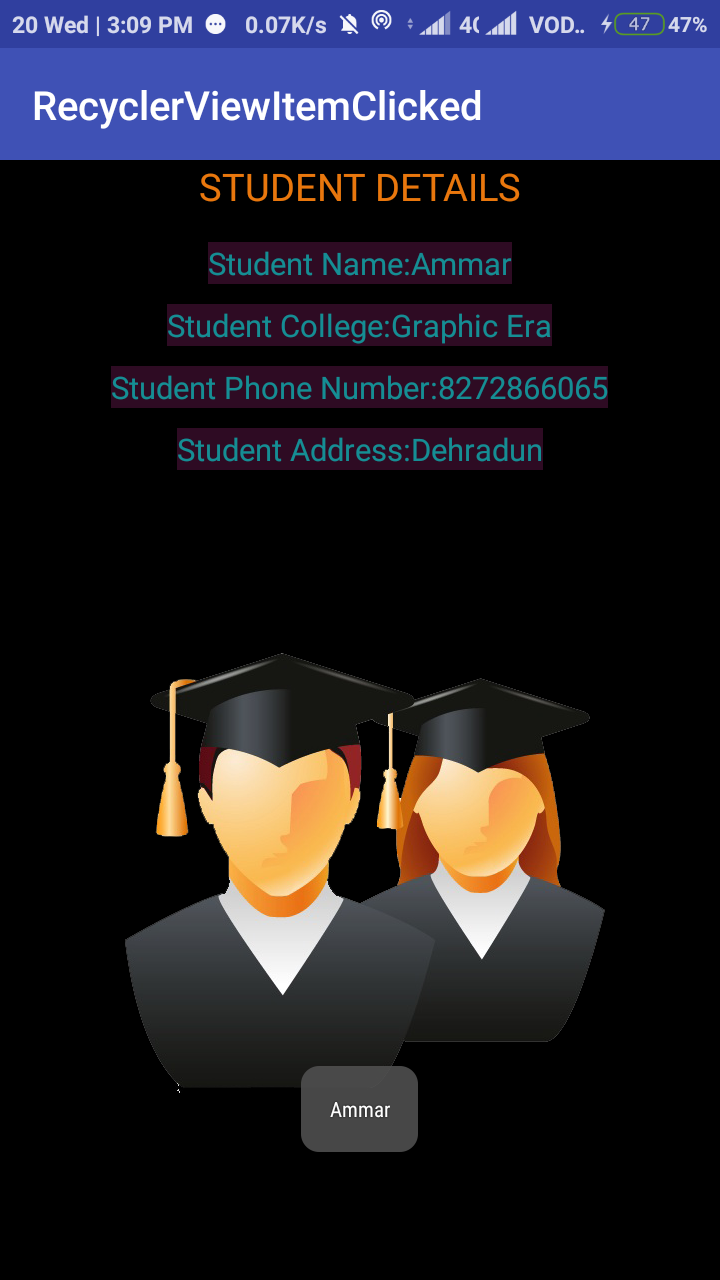 20 Wed | 3:09 PM 0.07K/s VOD.. 47 47%
RecyclerViewItemClicked
STUDENT DETAILS
Student Name:Ammar
Student College:Graphic Era
Student Phone Number:8272866065
Student Address:Dehradun
Ammar